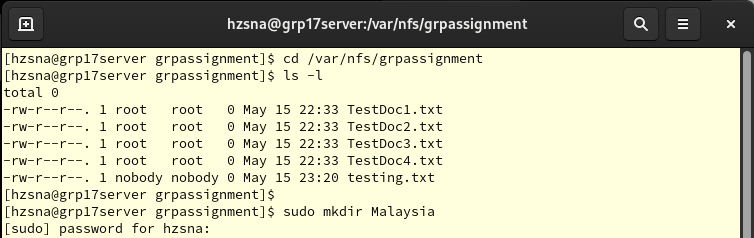 hzsna@grp17server:/var/nfs/grpassignment
[hzsna@grp17server grpassignment]$ cd /var/nfs/grpassignment
[hzsna@grp17server grpassignment]$ ls -l
total 0
-rw-r--r--. 1 root   root   0 May 15 22:33 TestDoc1.txt
-rw-r--r--. 1 root   root   0 May 15 22:33 TestDoc2.txt
-rw-r--r--. 1 root   root   0 May 15 22:33 TestDoc3.txt
-rw-r--r--. 1 root   root   0 May 15 22:33 TestDoc4.txt
-rw-r--r--. 1 nobody nobody 0 May 15 23:20 testing.txt
[hzsna@grp17server grpassignment]$
[hzsna@grp17server grpassignment]$ sudo mkdir Malaysia
[sudo] password for hzsna: